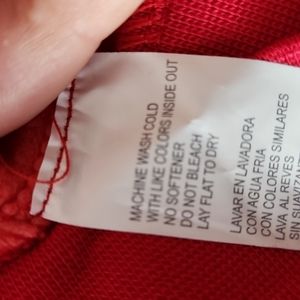 MACHINE WASH COLD
WITH LIKE COLORS INSIDE OUT
NO SOFTENER
DO NOT BLEACH
LAY FLAT TO DRY
LAVAR EN LAVADORA
CON AGUA FRIA
CON COLORES SIMILARES
LAVA AL REVES
SIN